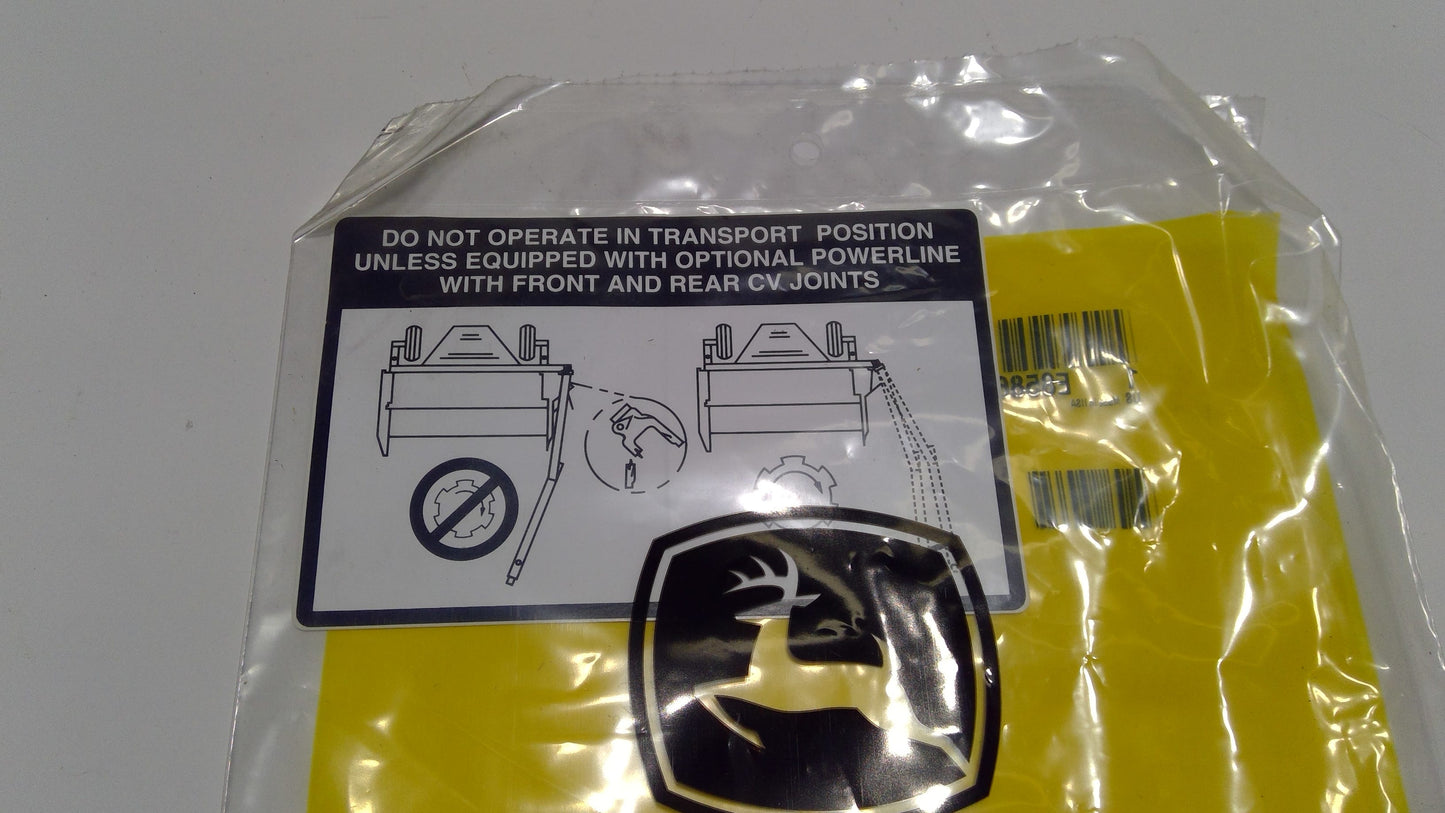 DO NOT OPERATE IN TRANSPORT POSITION
UNLESS EQUIPPED WITH OPTIONAL POWERLINE
WITH FRONT AND REAR CV JOINTS